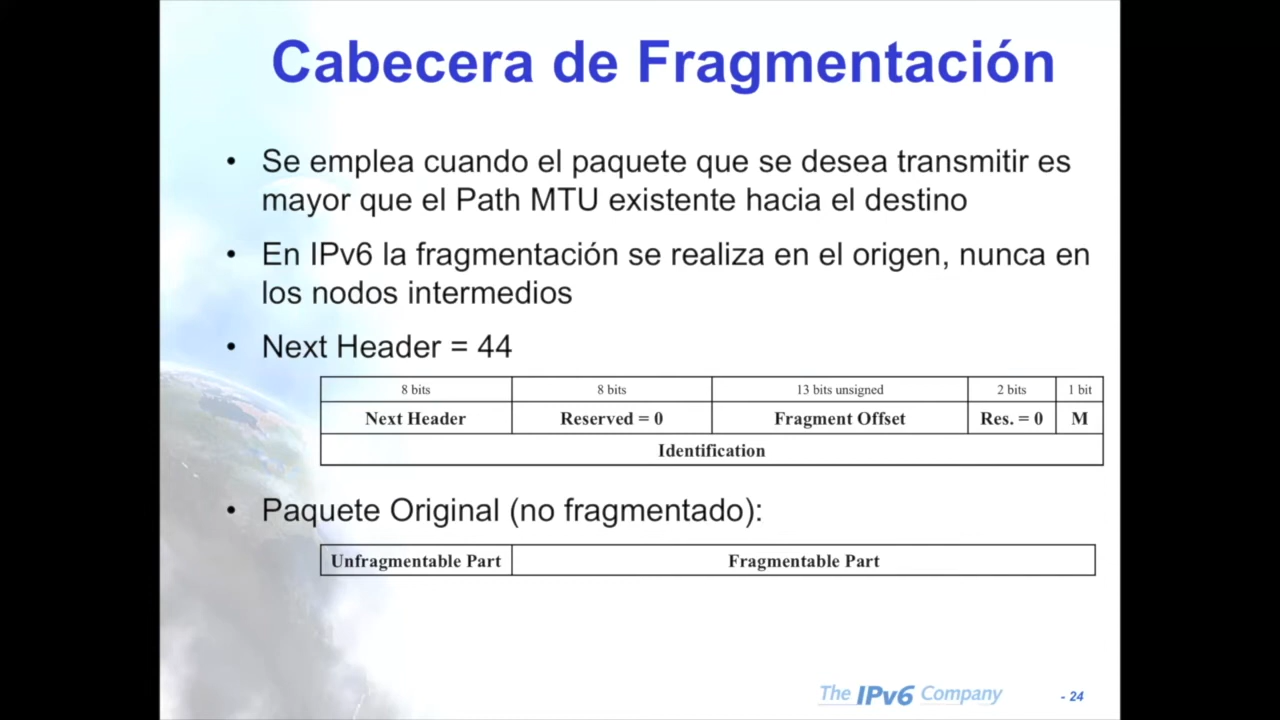 Cabecera de Fragmentación
• Se emplea cuando el paquete que se desea transmitir es
mayor que el Path MTU existente hacia el destino
• En IPv6 la fragmentación se realiza en el origen, nunca en
los nodos intermedios
• Next Header = 44
8 bits 8 bits 13 bits unsigned 2 bits 1 bit
Next Header Reserved = 0 Fragment Offset Res. = 0 M
Identification
• Paquete Original (no fragmentado):
Unfragmentable Part Fragmentable Part
The IPv6 Company - 24